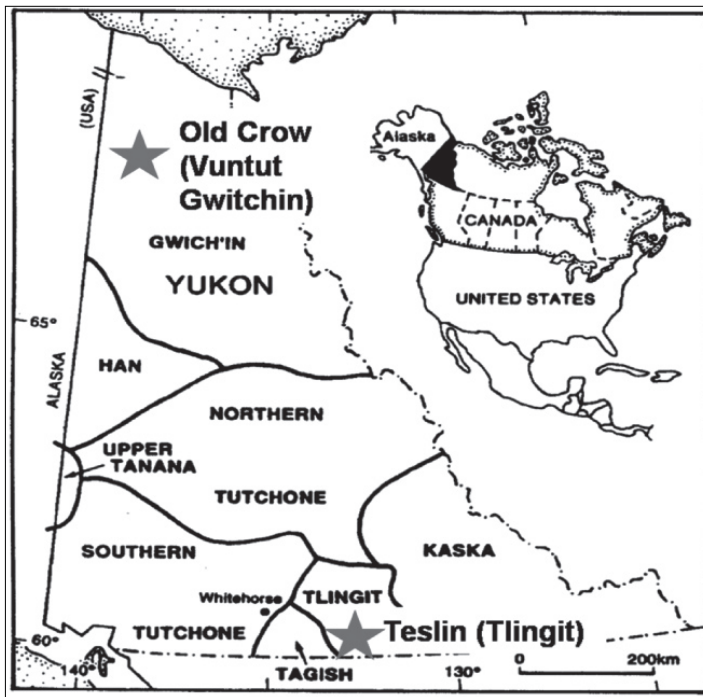 (USA)
Old Crow
(Vuntut
Gwitchin)
GWICH'IN
YUKON
Alaska
CANADA
UNITED STATES
65°
ALASKA
HAN
NORTHERN
UPPER
TANANA
TUTCHONE
SOUTHERN
KASKA
Whitehorse
TLINGIT
TUTCHONE
Teslin (Tlingit)
TAGISH
60°
140°
130°
0
200km